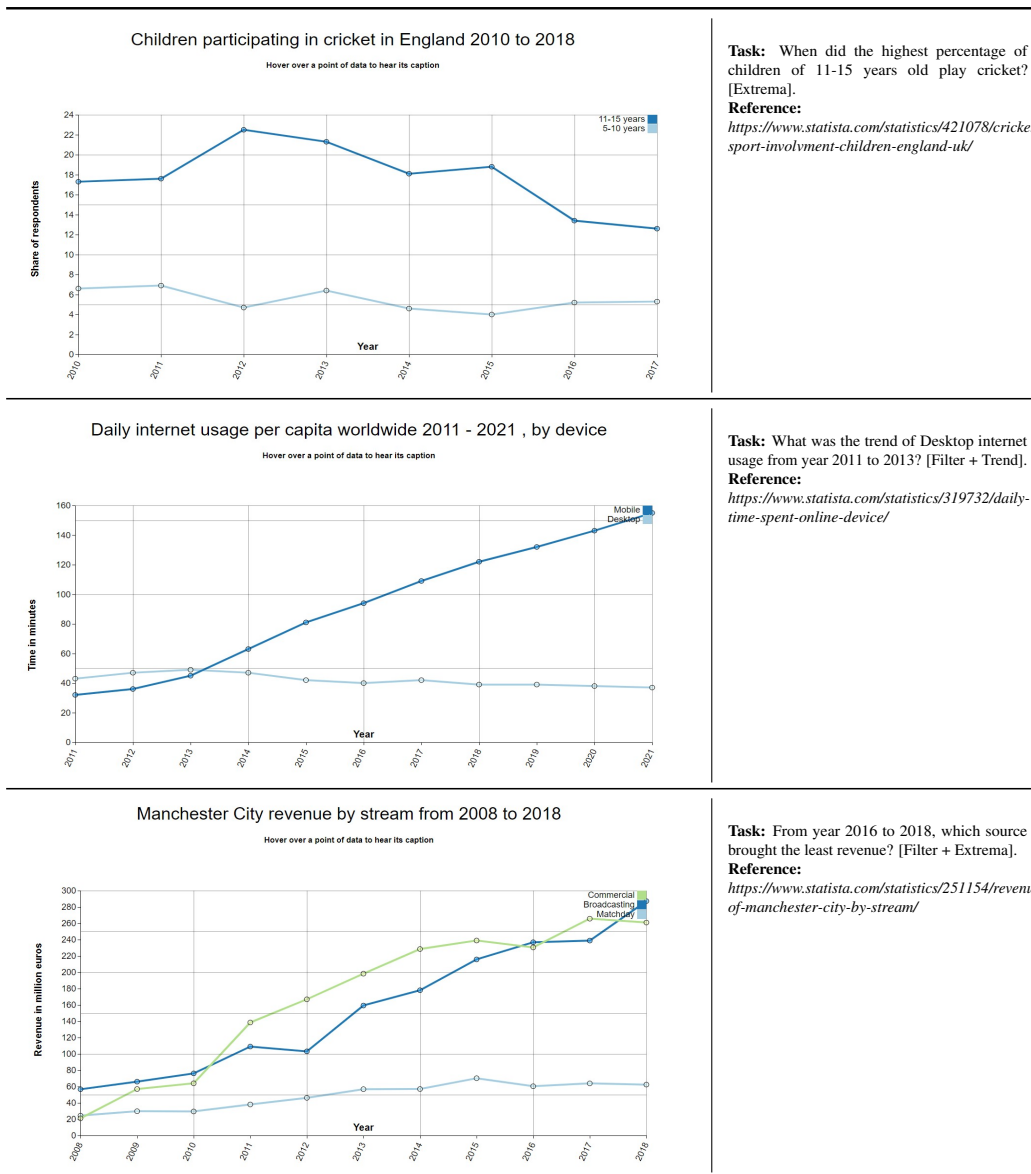 Children participating in cricket in England 2010 to 2018
Hover over a point of data to hear its caption
24
22
20
18
16
14
12
10
8
6
4
2
0
Share of respondents
11-15 years
5-10 years
Year
2010
2011
2012
2013
2014
2015
2016
2017
Task: When did the highest percentage of
children of 11-15 years old play cricket?
[Extrema].
Reference:
https://www.statista.com/statistics/421078/cricke
sport-involvment-children-england-uk/
Daily internet usage per capita worldwide 2011 - 2021 , by device
Hover over a point of data to hear its caption
160
140
120
100
80
60
40
20
0
Time in minutes
Mobile
Desktop
Year
2011
2012
2013
2014
2015
2016
2017
2018
2019
2020
2021
Task: What was the trend of Desktop internet
usage from year 2011 to 2013? [Filter + Trend].
Reference:
https://www.statista.com/statistics/319732/daily-
time-spent-online-device/
Manchester City revenue by stream from 2008 to 2018
Hover over a point of data to hear its caption
300
280
260
240
220
200
180
160
140
120
100
80
60
40
20
0
Revenue in million euros
Commercial
Broadcasting
Matchday
Year
2008
2009
2010
2011
2012
2013
2014
2015
2016
2017
2018
Task: From year 2016 to 2018, which source
brought the least revenue? [Filter + Extrema].
Reference:
https://www.statista.com/statistics/251154/revenu
of-manchester-city-by-stream/